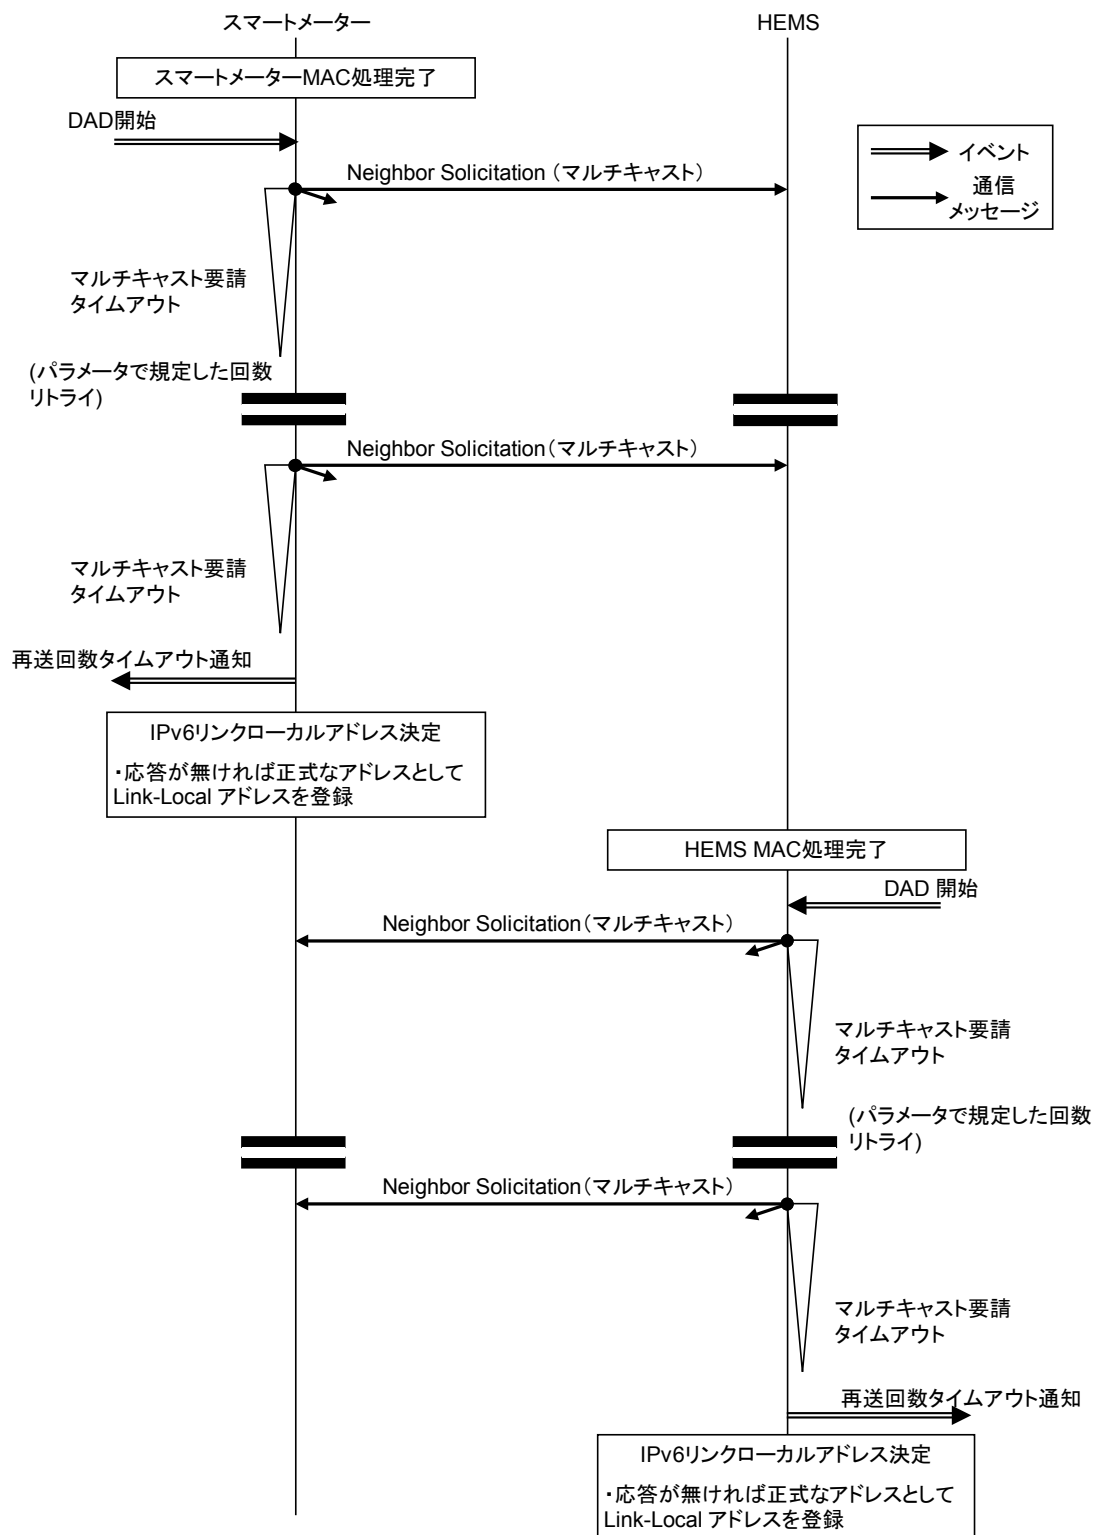 スマートメーター
HEMS
スマートメーターMAC処理完了
DAD開始
イベント
通信
メッセージ
Neighbor Solicitation（マルチキャスト）
マルチキャスト要請
タイムアウト
(パラメータで規定した回数
リトライ)
Neighbor Solicitation（マルチキャスト）
マルチキャスト要請
タイムアウト
再送回数タイムアウト通知
IPv6リンクローカルアドレス決定
・応答が無ければ正式なアドレスとして
Link-Local アドレスを登録
HEMS MAC処理完了
DAD 開始
Neighbor Solicitation（マルチキャスト）
マルチキャスト要請
タイムアウト
(パラメータで規定した回数
リトライ)
Neighbor Solicitation（マルチキャスト）
マルチキャスト要請
タイムアウト
再送回数タイムアウト通知
IPv6リンクローカルアドレス決定
・応答が無ければ正式なアドレスとして
Link-Local アドレスを登録